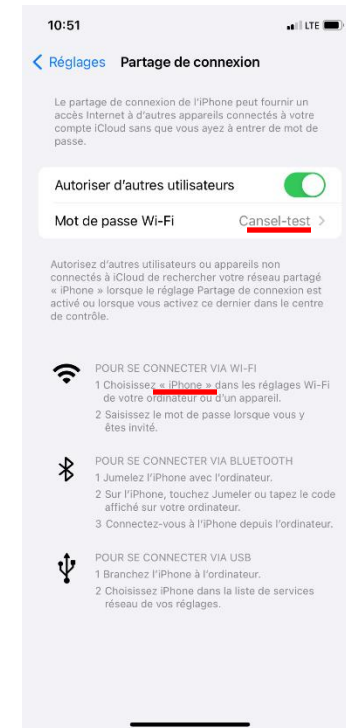 10:51 LTE
Réglages Partage de connexion
Le partage de connexion de l'iPhone peut fournir un
accès Internet à d'autres appareils connectés à votre
compte iCloud sans que vous ayez à entrer de mot de
passe.
Autoriser d'autres utilisateurs
Mot de passe Wi-Fi Cansel-test
Autorisez d'autres utilisateurs ou appareils non
connectés à iCloud de rechercher votre réseau partagé
« iPhone » lorsque le réglage Partage de connexion est
activé ou lorsque vous activez ce dernier dans le centre
de contrôle.
POUR SE CONNECTER VIA WI-FI
1 Choisissez « iPhone » dans les réglages Wi-Fi
de votre ordinateur ou d'un appareil.
2 Saisissez le mot de passe lorsque vous y
êtes invité.
POUR SE CONNECTER VIA BLUETOOTH
1 Jumelez l'iPhone avec l'ordinateur.
2 Sur l'iPhone, touchez Jumeler ou tapez le code
affiché sur votre ordinateur.
3 Connectez-vous à l'iPhone depuis l'ordinateur.
POUR SE CONNECTER VIA USB
1 Branchez l'iPhone à l'ordinateur.
2 Choisissez iPhone dans la liste de services
réseau de vos réglages.